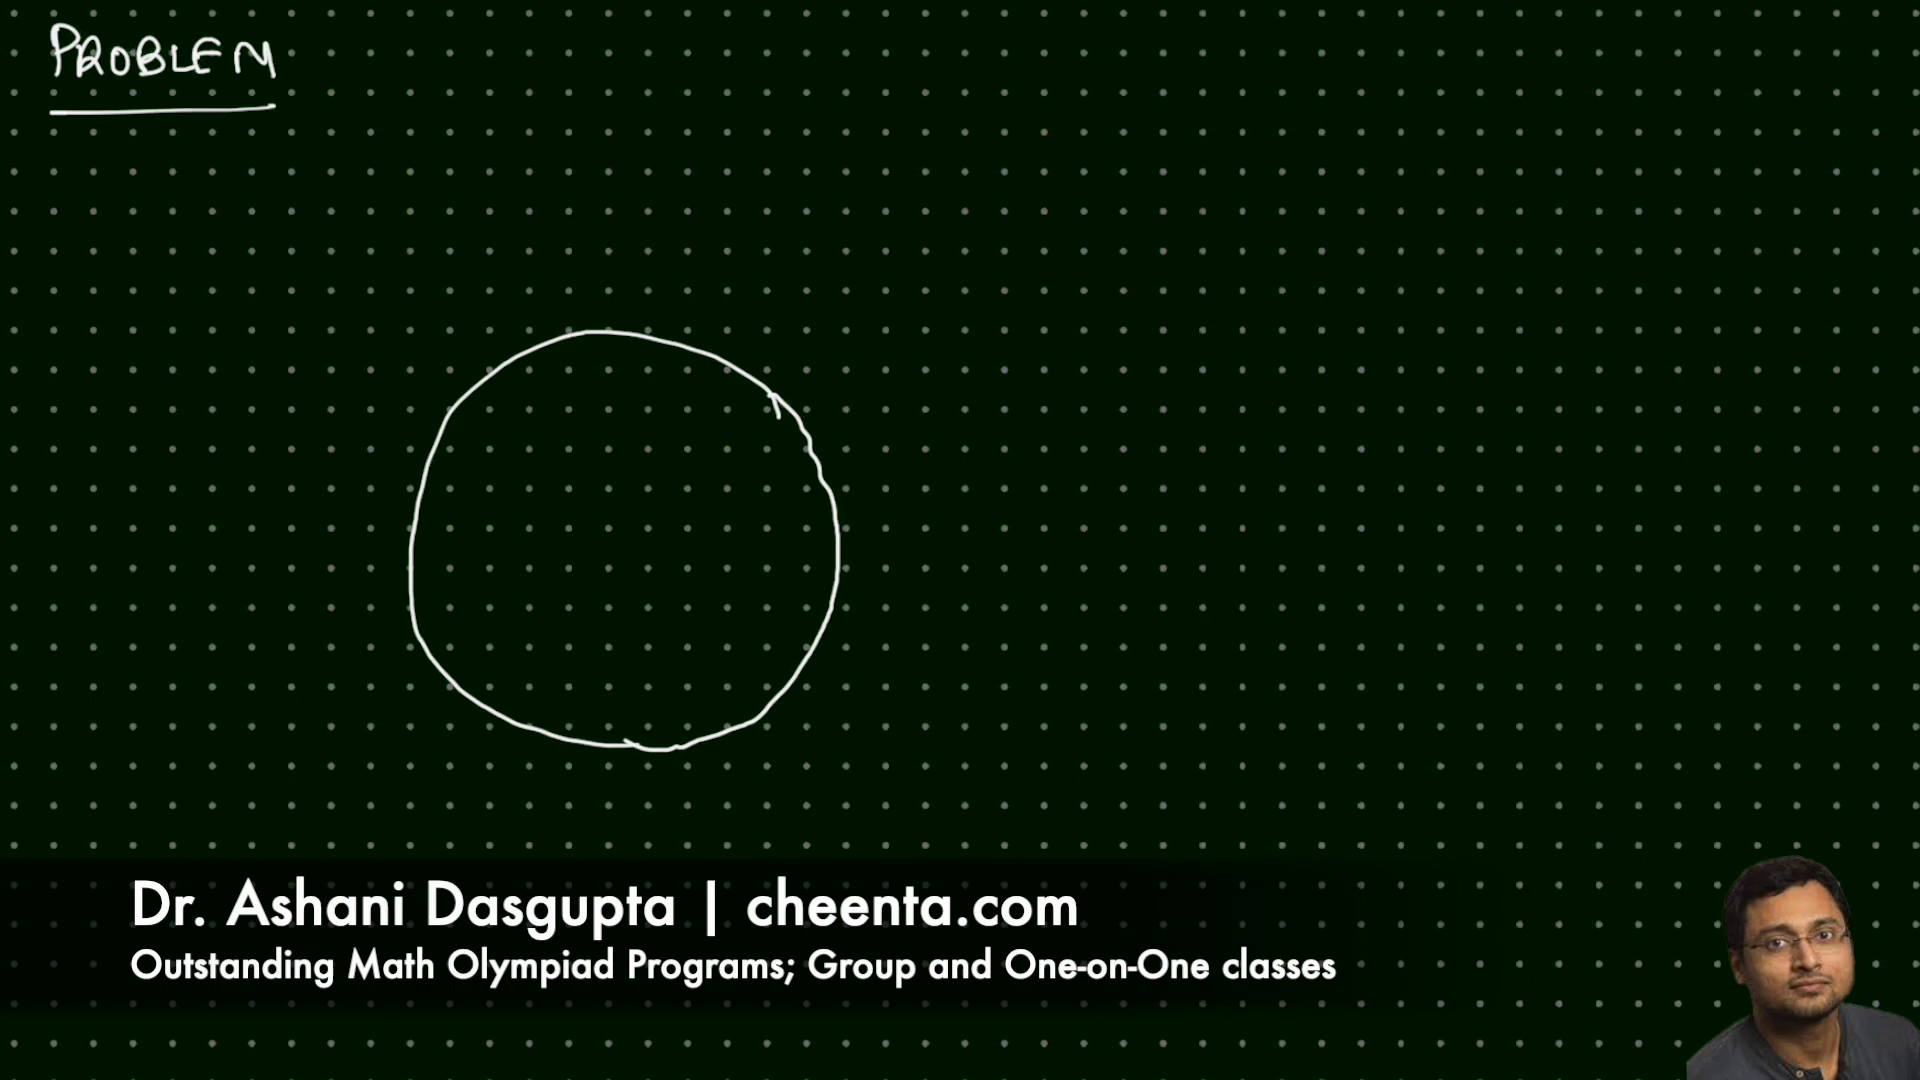 PROBLEM
Dr. Ashani Dasgupta | cheenta.com
Outstanding Math Olympiad Programs; Group and One-on-One classes